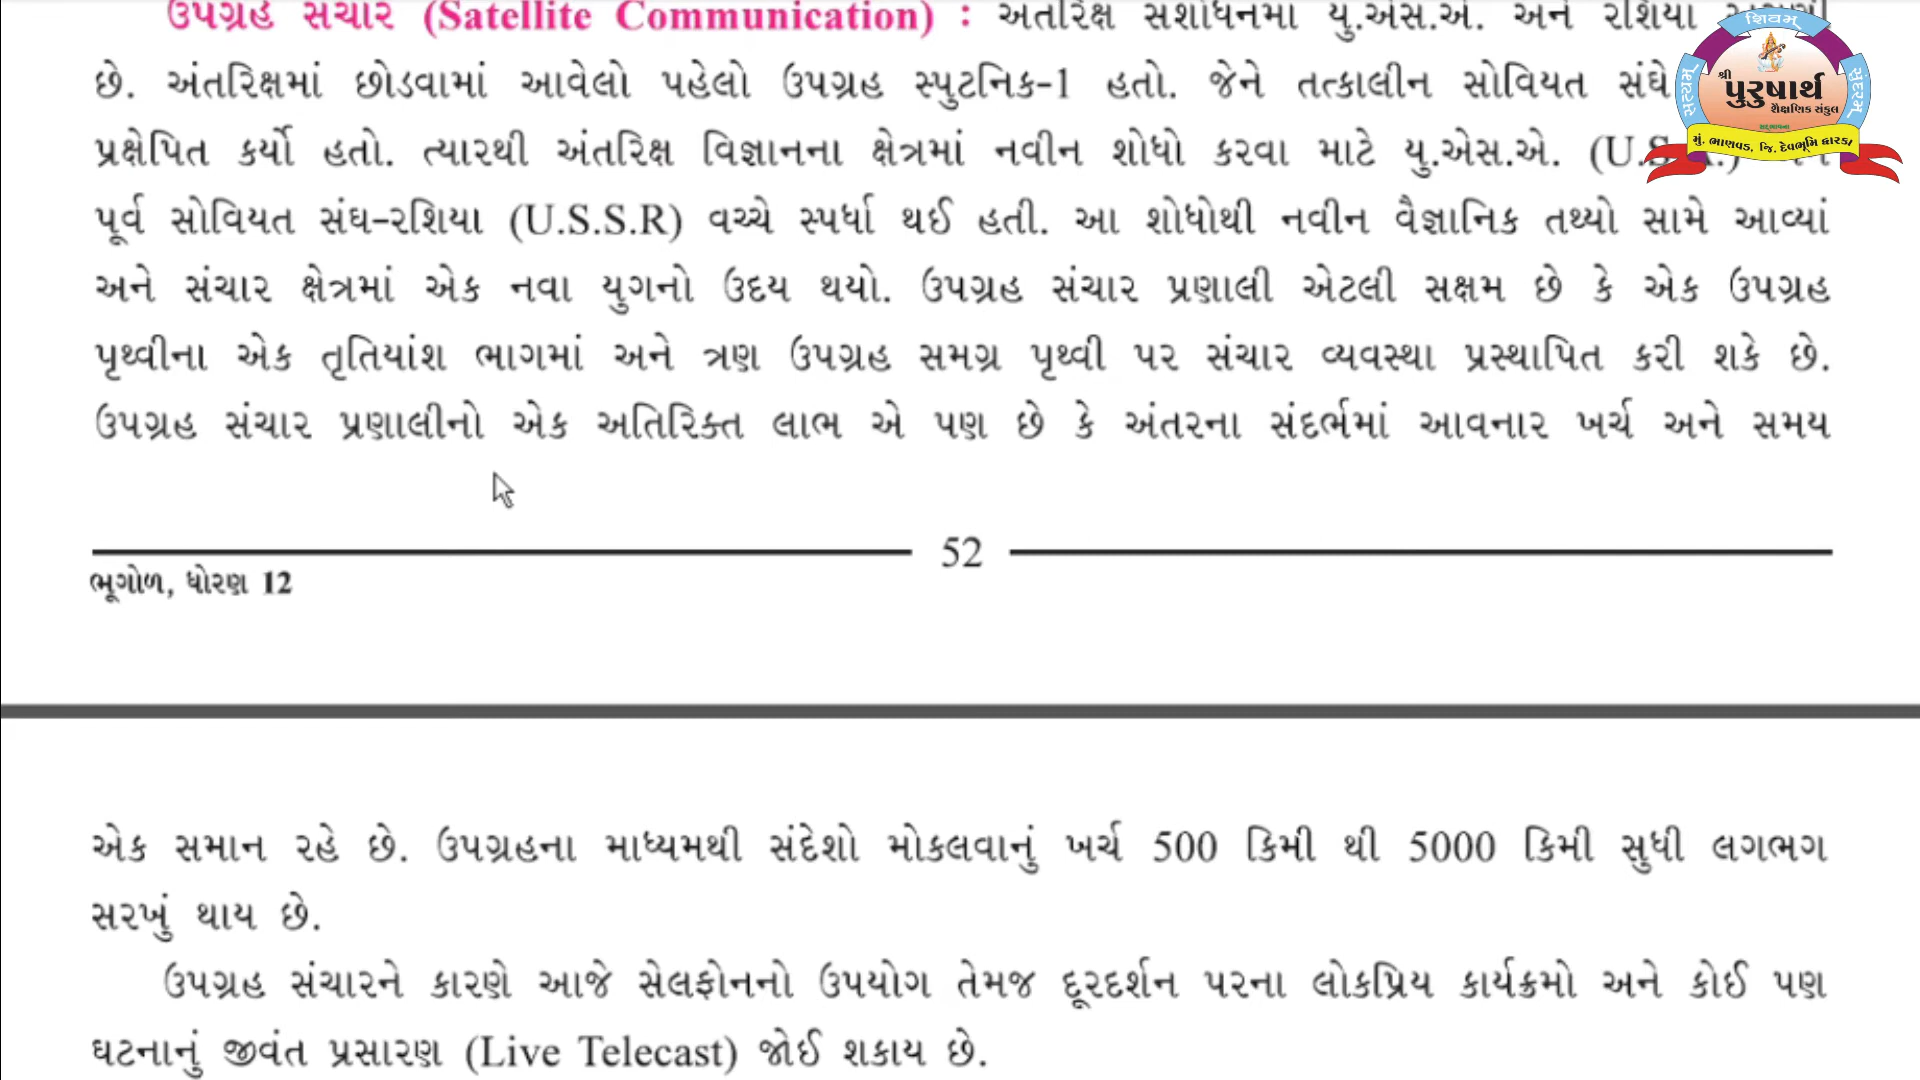 ઉપગ્રહ સંચાર (Satellite Communication) : અંતરિક્ષ સંશોધનમાં યુ.એસ.એ. અને રશિયા
છે. અંતરિક્ષમાં છોડવામાં આવેલો પહેલો ઉપગ્રહ સ્પુટનિક-1 હતો. જેને તત્કાલીન સોવિયત સંઘે
પ્રક્ષેપિત કર્યો હતો. ત્યારથી અંતરિક્ષ વિજ્ઞાનના ક્ષેત્રમાં નવીન શોધો કરવા માટે યુ.એસ.એ.
પૂર્વ સોવિયત સંઘ-રશિયા (U.S.S.R) વચ્ચે સ્પર્ધા થઈ હતી. આ શોધોથી નવીન વૈજ્ઞાનિક તથ્યો સામે આવ્યાં
અને સંચાર ક્ષેત્રમાં એક નવા યુગનો ઉદય થયો. ઉપગ્રહ સંચાર પ્રણાલી એટલી સક્ષમ છે કે એક ઉપગ્રહ
પૃથ્વીના એક તૃતિયાંશ ભાગમાં અને ત્રણ ઉપગ્રહ સમગ્ર પૃથ્વી પર સંચાર વ્યવસ્થા પ્રસ્થાપિત કરી શકે છે.
ઉપગ્રહ સંચાર પ્રણાલીનો એક અતિરિક્ત લાભ એ પણ છે કે અંતરના સંદર્ભમાં આવનાર ખર્ચ અને સમય
52
ભૂગોળ, ધોરણ 12
એક સમાન રહે છે. ઉપગ્રહના માધ્યમથી સંદેશો મોકલવાનું ખર્ચ 500 કિમી થી 5000 કિમી સુધી લગભગ
સરખું થાય છે.
ઉપગ્રહ સંચારને કારણે આજે સેલફોનનો ઉપયોગ તેમજ દૂરદર્શન પરના લોકપ્રિય કાર્યક્રમો અને કોઈ પણ
ઘટનાનું જીવંત પ્રસારણ (Live Telecast) જોઈ શકાય છે.
શિવમ્
સત્યમ્
સુંદરમ્
શ્રી
પુરુષાર્થ
શૈક્ષણિક સંકુલ
મું. ભાણવડ, જિ. દેવભૂમિ દ્વારકા